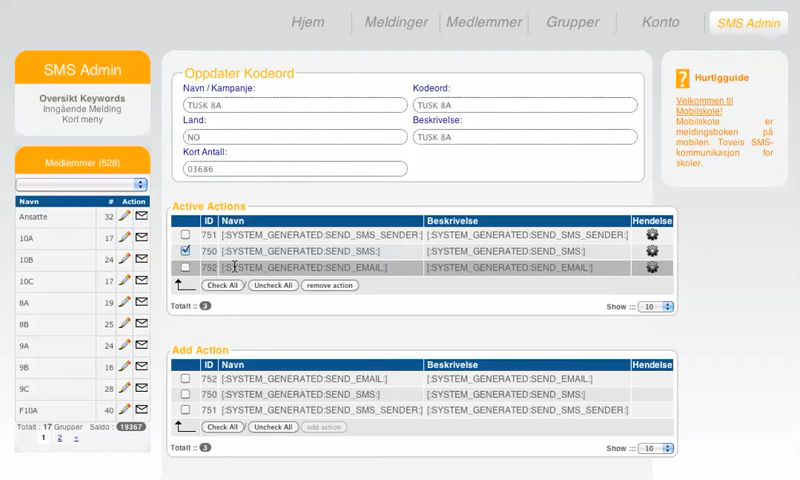 Hjem Meldinger Medlemmer Grupper Konto SMS Admin
SMS Admin
Oversikt Keywords
Inngående Melding
Kort meny
Medlemmer (528)
Navn # Action
Ansatte 32
10A 17
10B 24
10C 17
8A 19
8B 25
9A 24
9B 16
9C 28
F10A 40
Totalt : 17 Grupper Saldo : 19367
1 2 »
Oppdater Kodeord
Navn / Kampanje: Kodeord:
TUSK 8A TUSK 8A
Land: Beskrivelse:
NO TUSK 8A
Kort Antall:
03686
Active Actions
ID Navn Beskrivelse Hendelse
751 [:SYSTEM_GENERATED:SEND_SMS_SENDER:] [:SYSTEM_GENERATED:SEND_SMS_SENDER:]
750 [:SYSTEM_GENERATED:SEND_SMS:] [:SYSTEM_GENERATED:SEND_SMS:]
752 [:SYSTEM_GENERATED:SEND_EMAIL:] [:SYSTEM_GENERATED:SEND_EMAIL:]
Check All / Uncheck All remove action
Totalt :: 3 Show ::: 10
Add Action
ID Navn Beskrivelse Hendelse
752 [:SYSTEM_GENERATED:SEND_EMAIL:] [:SYSTEM_GENERATED:SEND_EMAIL:]
750 [:SYSTEM_GENERATED:SEND_SMS:] [:SYSTEM_GENERATED:SEND_SMS:]
751 [:SYSTEM_GENERATED:SEND_SMS_SENDER:] [:SYSTEM_GENERATED:SEND_SMS_SENDER:]
Check All / Uncheck All add action
Totalt :: 3 Show ::: 10
? Hurtigguide
Velkommen til
Mobilskole!
Mobilskole er
meldingsboken på
mobilen. Toveis SMS-
kommunikasjon for
skoler.